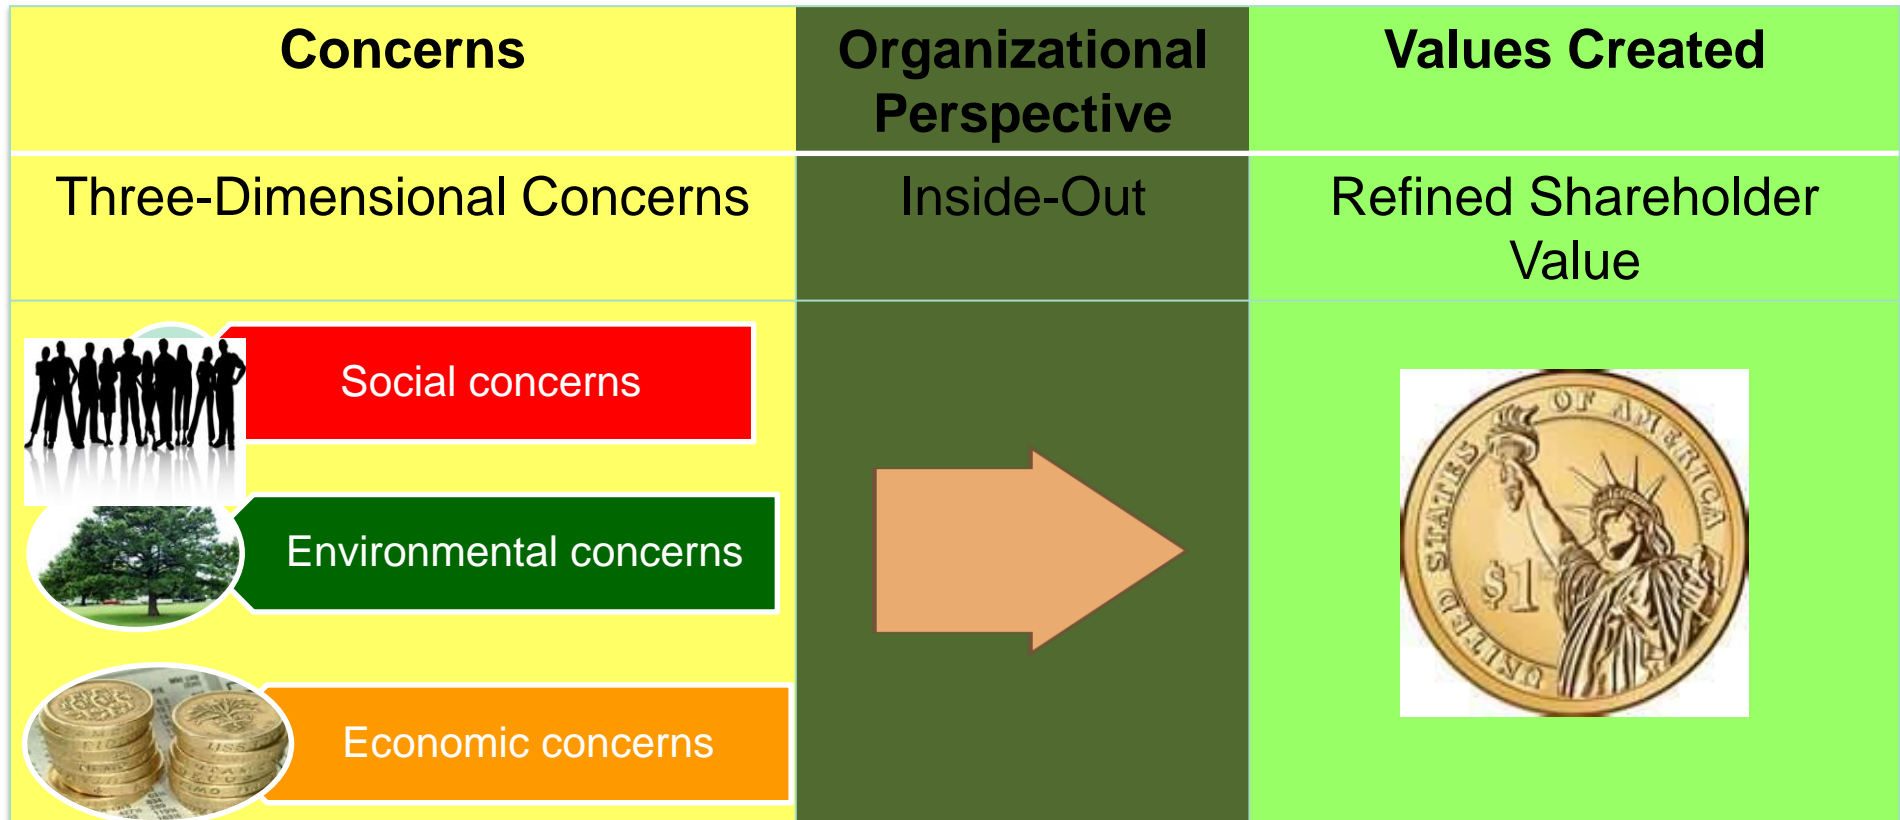 Concerns
Organizational
Perspective
Values Created
Three-Dimensional Concerns
Inside-Out
Refined Shareholder
Value
Social concerns
Environmental concerns
Economic concerns
UNITED STATES OF AMERICA
$1